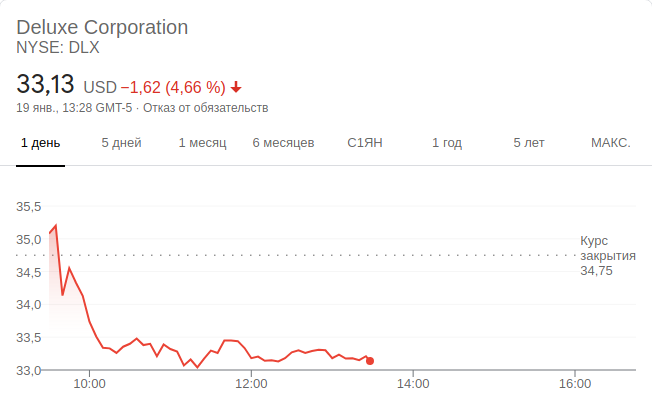 Deluxe Corporation
NYSE: DLX
33,13 USD −1,62 (4,66 %)
19 янв., 13:28 GMT-5 · Отказ от обязательств
1 день 5 дней 1 месяц 6 месяцев С1ЯН 1 год 5 лет МАКС.
35,5
35,0
34,5
34,0
33,5
33,0
Курс
закрытия
34,75
10:00 12:00 14:00 16:00